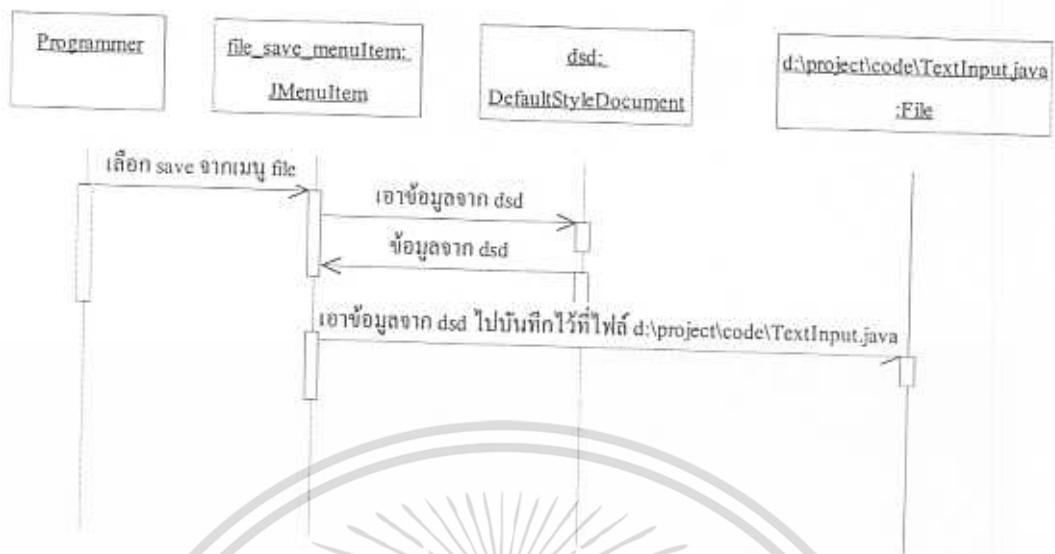 Programmer
file_save_menuItem:
JMenuItem
dsd:
DefaultStyleDocument
d:\project\code\TextInput.java
:File
เลือก save จากเมนู file
เอาข้อมูลจาก dsd
ข้อมูลจาก dsd
เอาข้อมูลจาก dsd ไปบันทึกไว้ที่ไฟล์ d:\project\code\TextInput.java